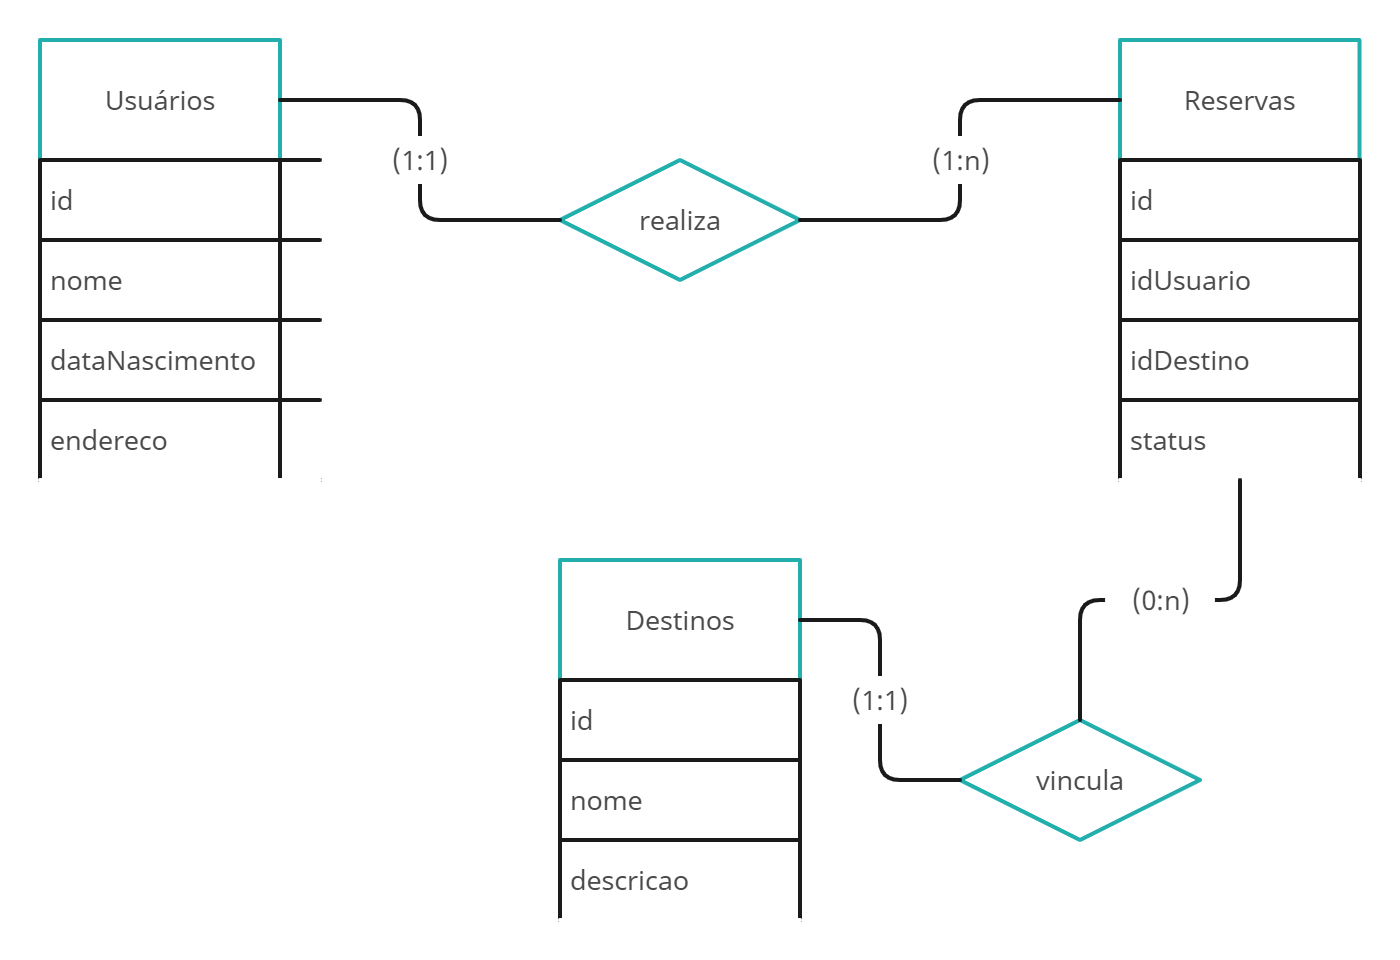 Usuários
id
nome
dataNascimento
endereco
(1:1)
realiza
(1:n)
Reservas
id
idUsuario
idDestino
status
(0:n)
vincula
(1:1)
Destinos
id
nome
descricao